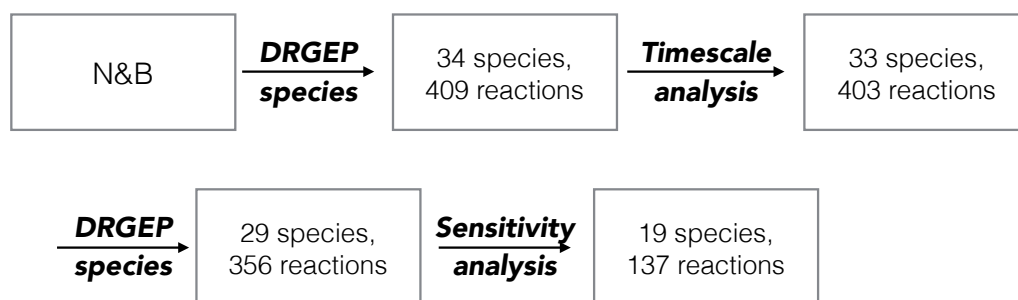 N&B
DRGEP
species
34 species,
409 reactions
Timescale
analysis
33 species,
403 reactions
DRGEP
species
29 species,
356 reactions
Sensitivity
analysis
19 species,
137 reactions